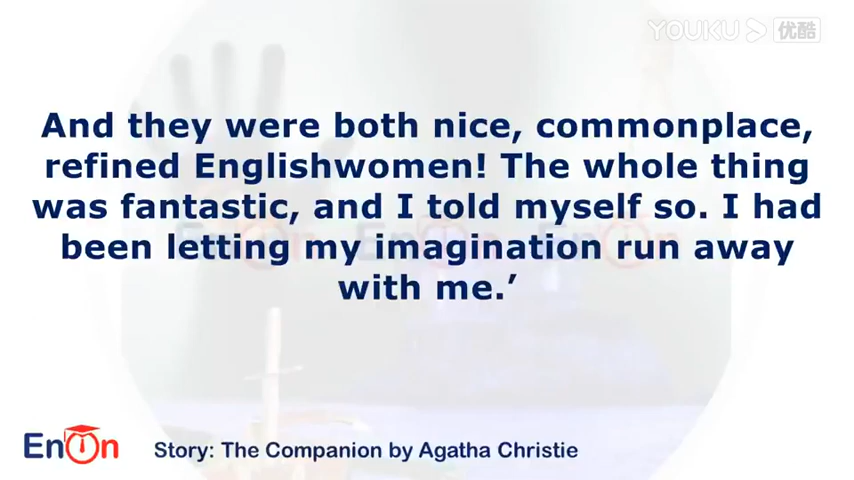 YOUKU 优酷
And they were both nice, commonplace,
refined Englishwomen! The whole thing
was fantastic, and I told myself so. I had
been letting my imagination run away
with me.’
EnOn
Story: The Companion by Agatha Christie